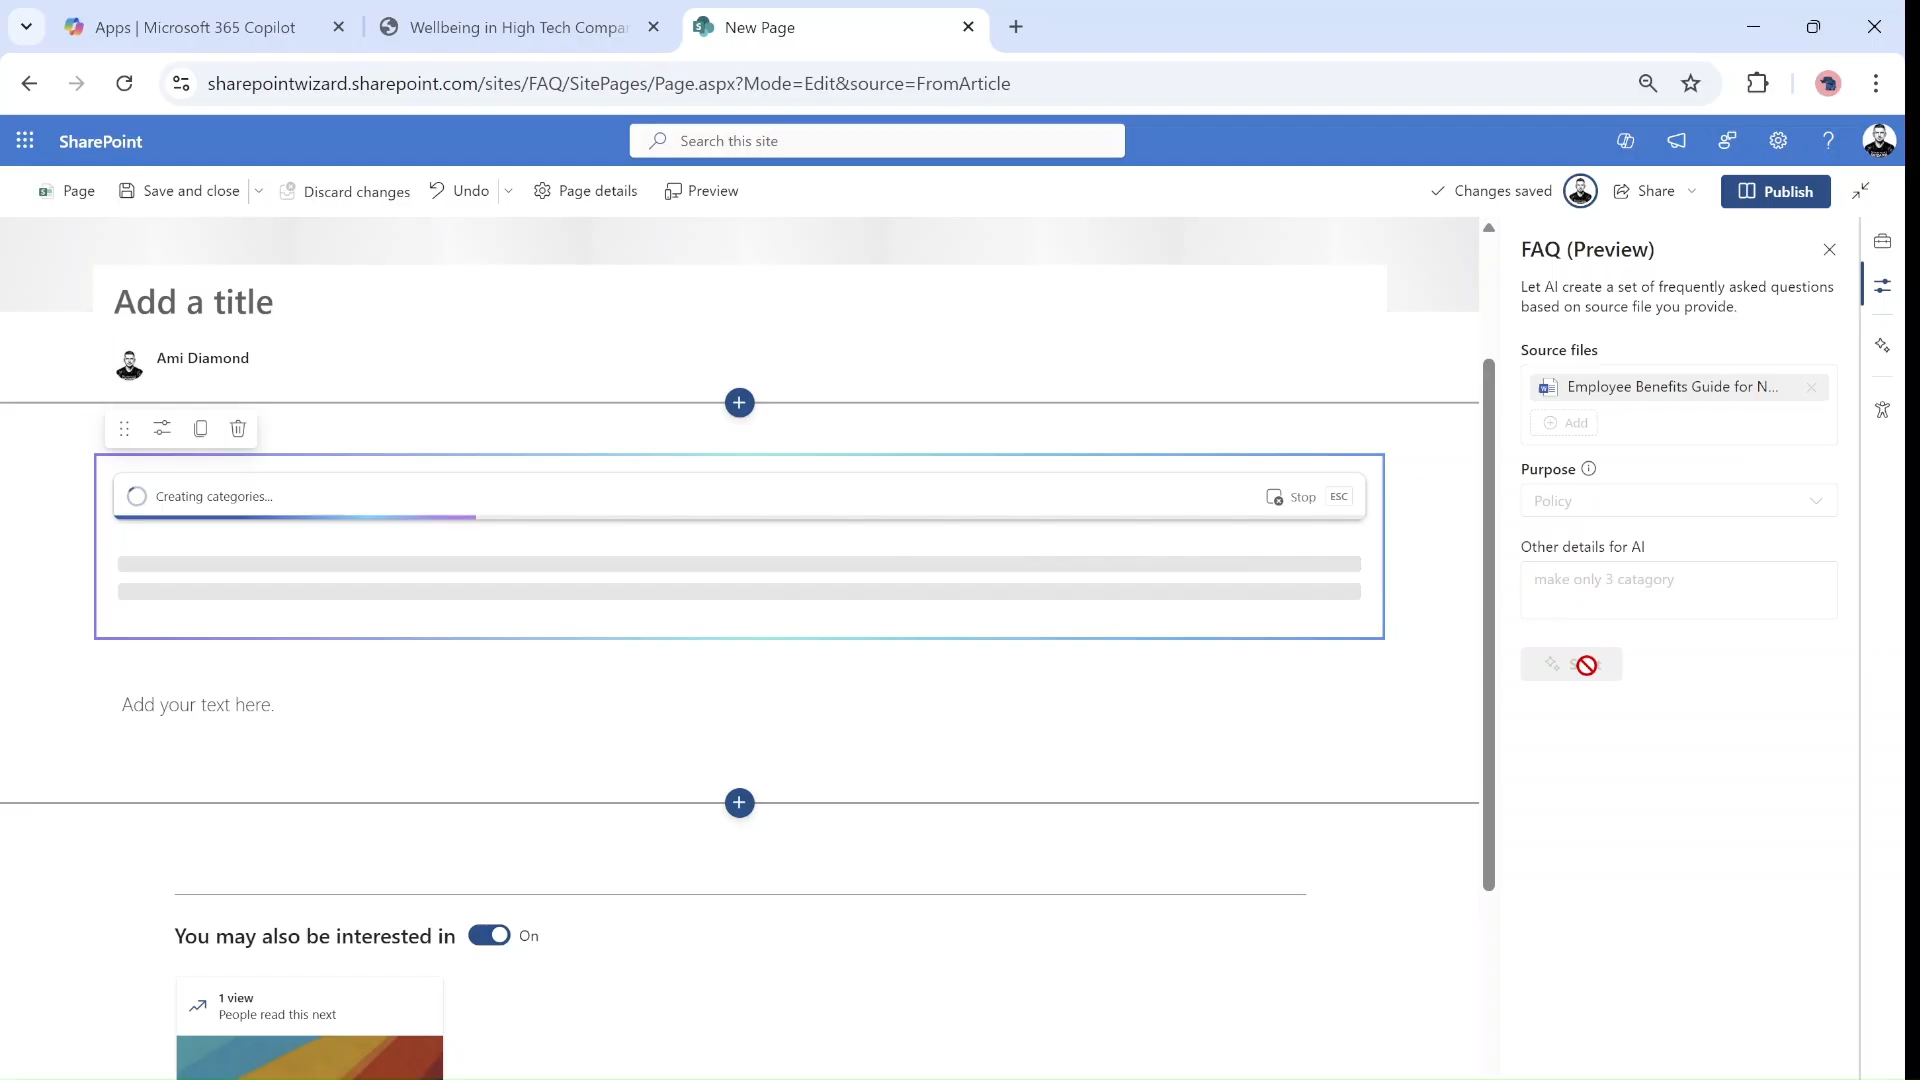 Apps | Microsoft 365 Copilot
Wellbeing in High Tech Compar
New Page
sharepointwizard.sharepoint.com/sites/FAQ/SitePages/Page.aspx?Mode=Edit&source=FromArticle
SharePoint
Search this site
Page
Save and close
Discard changes
Undo
Page details
Preview
Changes saved
Share
Publish
Add a title
Ami Diamond
Creating categories...
Stop
ESC
Add your text here.
You may also be interested in
On
1 view
People read this next
FAQ (Preview)
Let AI create a set of frequently asked questions
based on source file you provide.
Source files
Employee Benefits Guide for N...
Add
Purpose
Policy
Other details for AI
make only 3 catagory